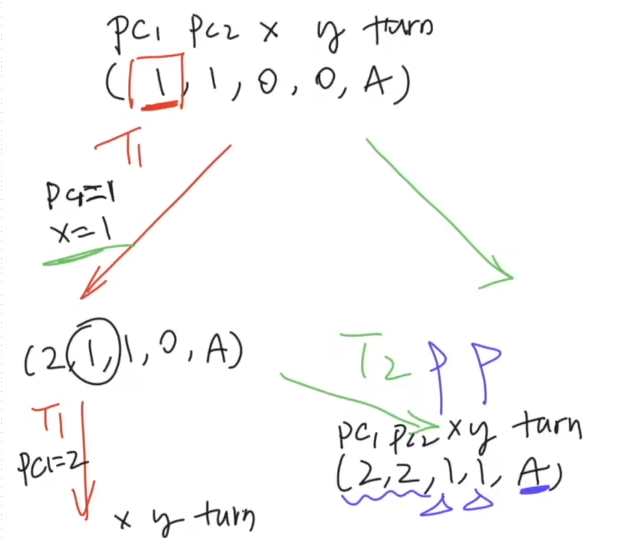 PC1 PC2 x y turn
(1, 1, 0, 0, A)
T1
PC1=1
x=1
(2, 1, 1, 0, A)
T1
PC1=2
x y turn
T2 P P
PC1 PC2 x y turn
(2, 2, 1, 1, A)